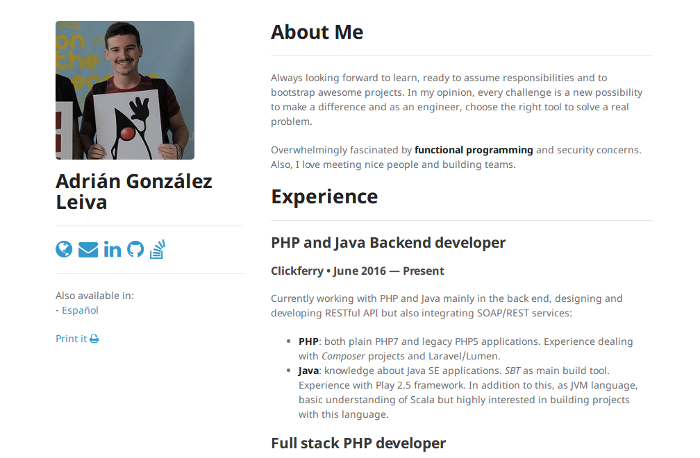 on
the
Adrián González
Leiva
Also available in:
- Español
Print it
About Me
Always looking forward to learn, ready to assume responsibilities and to
bootstrap awesome projects. In my opinion, every challenge is a new possibility
to make a difference and as an engineer, choose the right tool to solve a real
problem.
Overwhelmingly fascinated by functional programming and security concerns.
Also, I love meeting nice people and building teams.
Experience
PHP and Java Backend developer
Clickferry • June 2016 — Present
Currently working with PHP and Java mainly in the back end, designing and
developing RESTful API but also integrating SOAP/REST services:
• PHP: both plain PHP7 and legacy PHP5 applications. Experience dealing
with Composer projects and Laravel/Lumen.
• Java: knowledge about Java SE applications. SBT as main build tool.
Experience with Play 2.5 framework. In addition to this, as JVM language,
basic understanding of Scala but highly interested in building projects
with this language.
Full stack PHP developer